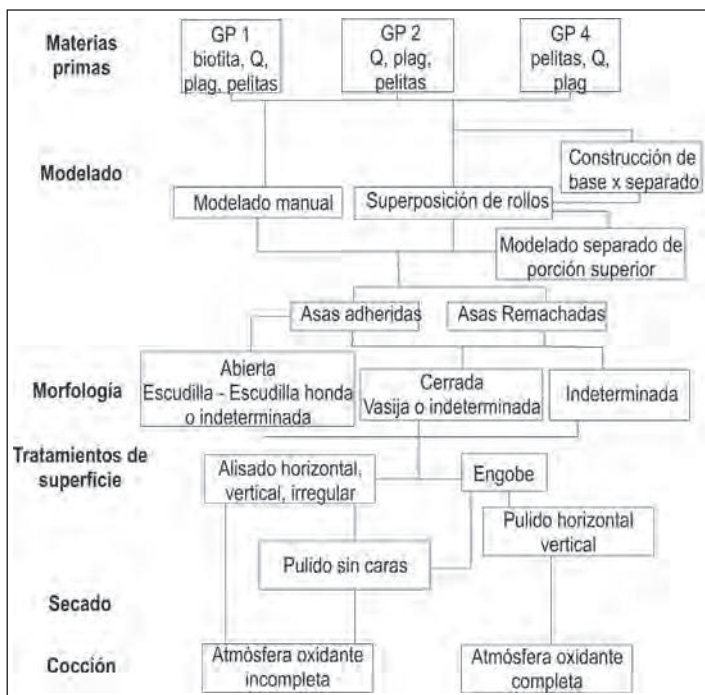 Materias
primas
GP 1
biotita, Q,
plag, pelitas
GP 2
Q, plag,
pelitas
GP 4
pelitas, Q,
plag
Modelado
Modelado manual
Superposición de rollos
Construcción de
base x separado
Modelado separado de
porción superior
Asas adheridas
Asas Remachadas
Morfología
Abierta
Escudilla - Escudilla honda
o indeterminada
Cerrada
Vasija o indeterminada
Indeterminada
Tratamientos de
superficie
Alisado horizontal,
vertical, irregular
Engobe
Pulido horizontal
vertical
Pulido sin caras
Secado
Cocción
Atmósfera oxidante
incompleta
Atmósfera oxidante
completa